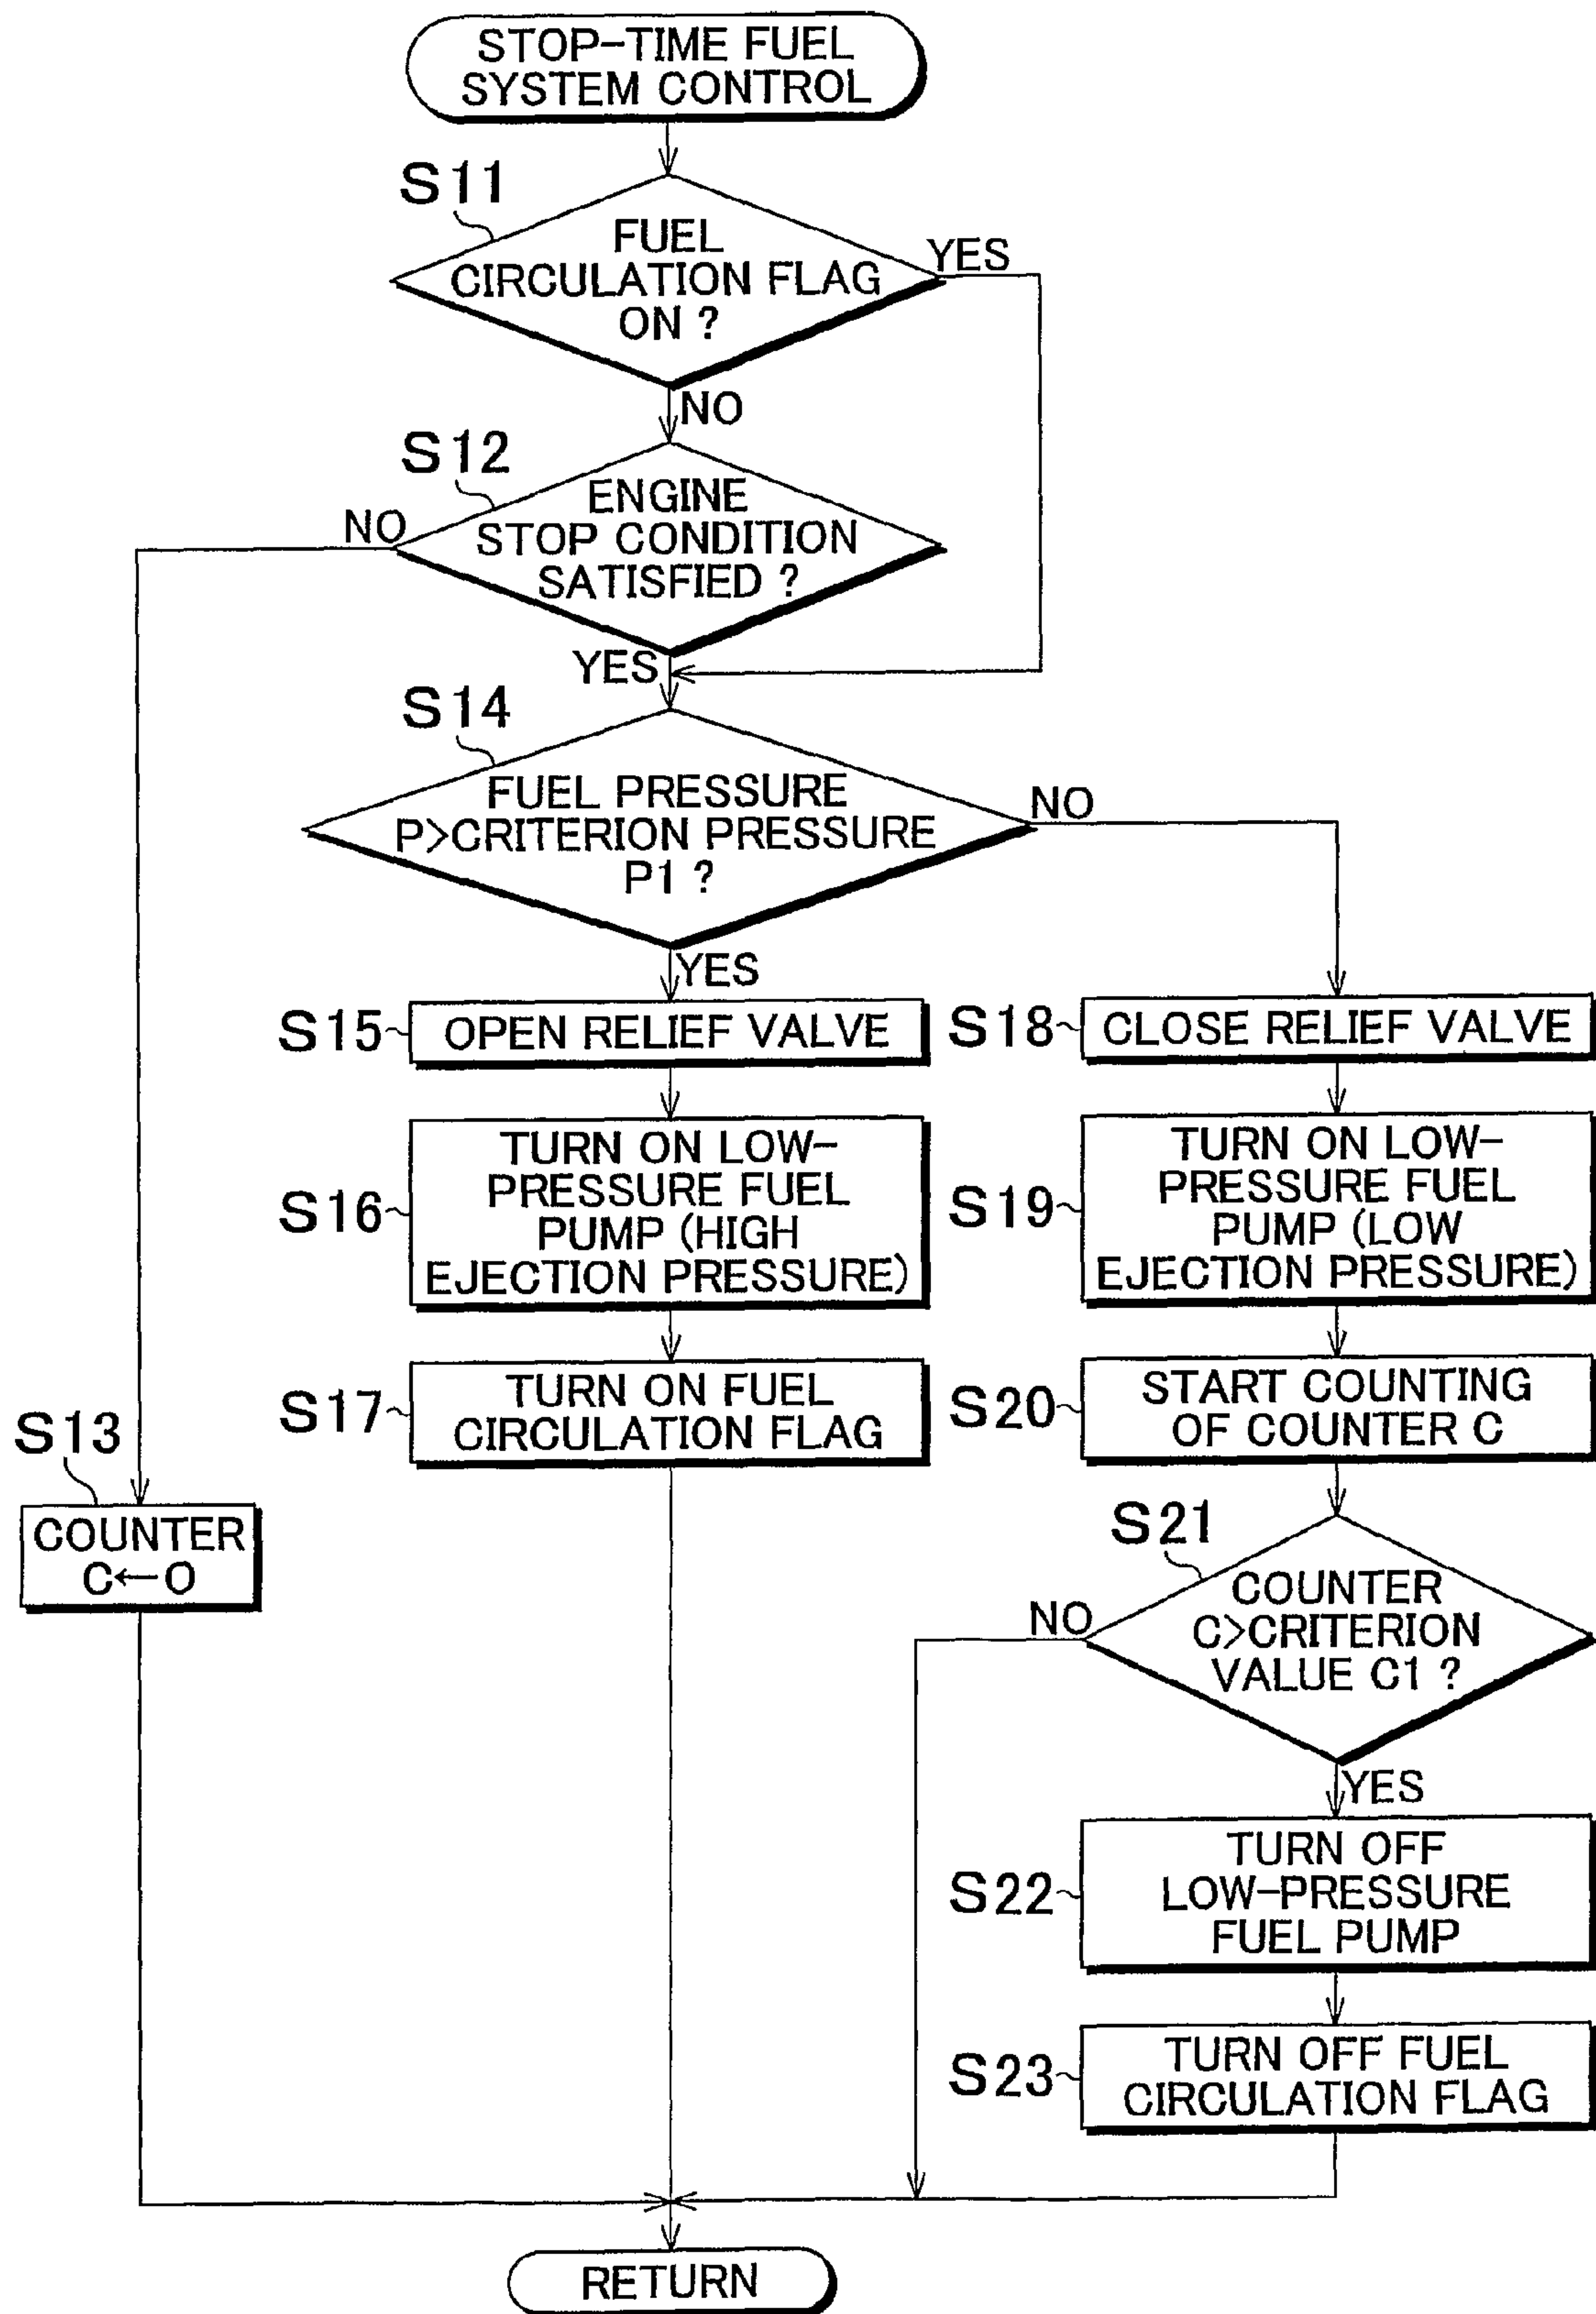 STOP-TIME FUEL
SYSTEM CONTROL
S11
FUEL
CIRCULATION FLAG
ON ?
YES
NO
S12
ENGINE
STOP CONDITION
SATISFIED ?
NO
YES
S14
FUEL PRESSURE
P>CRITERION PRESSURE
P1 ?
NO
YES
S15
OPEN RELIEF VALVE
S16
TURN ON LOW-
PRESSURE FUEL
PUMP (HIGH
EJECTION PRESSURE)
S17
TURN ON FUEL
CIRCULATION FLAG
S13
COUNTER
C←0
S18
CLOSE RELIEF VALVE
S19
TURN ON LOW-
PRESSURE FUEL
PUMP (LOW
EJECTION PRESSURE)
S20
START COUNTING
OF COUNTER C
S21
COUNTER
C>CRITERION
VALUE C1 ?
NO
YES
S22
TURN OFF
LOW-PRESSURE
FUEL PUMP
S23
TURN OFF FUEL
CIRCULATION FLAG
RETURN